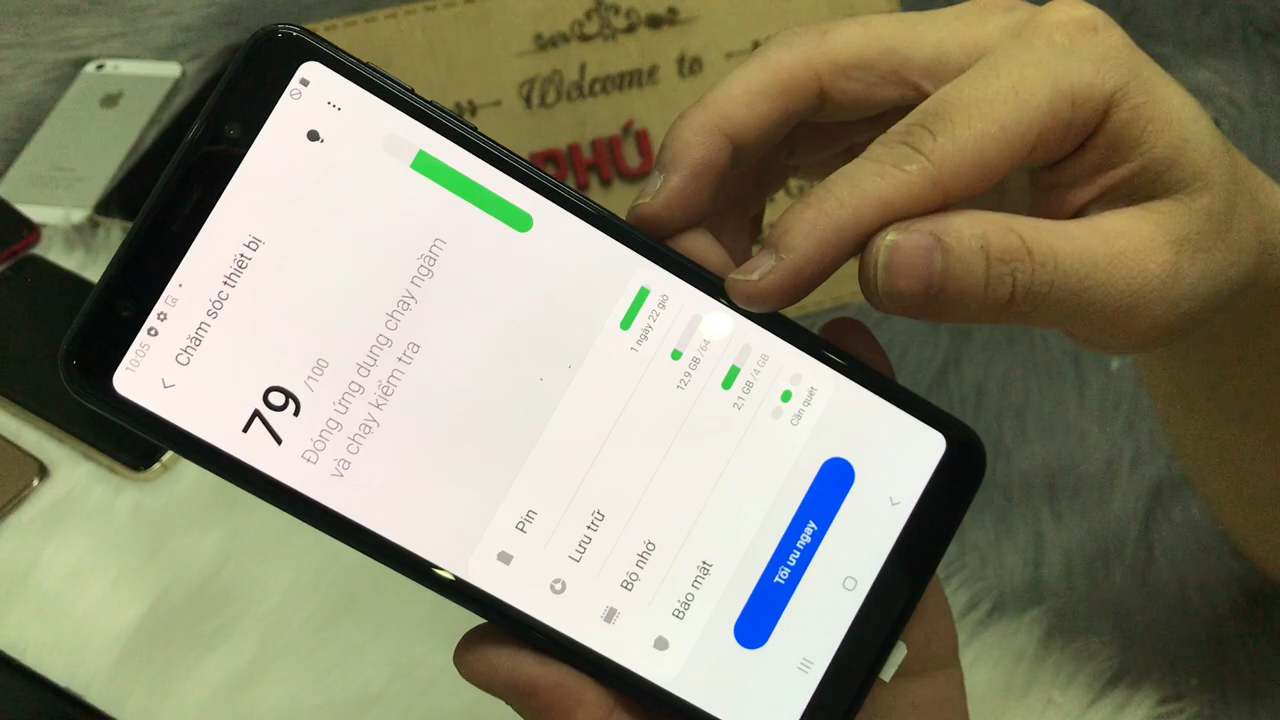 Welcome to
PHÚ
10:05
Chăm sóc thiết bị
79 /100
Đóng ứng dụng chạy ngầm
và chạy kiểm tra
Pin
1 ngày 22 giờ
Lưu trữ
12,9 GB /64
Bộ nhớ
2,1 GB /4 GB
Bảo mật
Cần quét
Tối ưu ngay